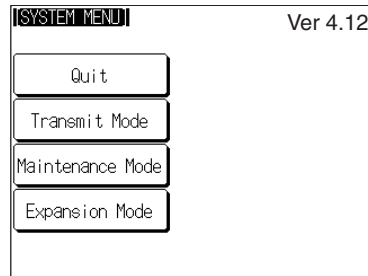 [SYSTEM MENU]
Ver 4.12
Quit
Transmit Mode
Maintenance Mode
Expansion Mode